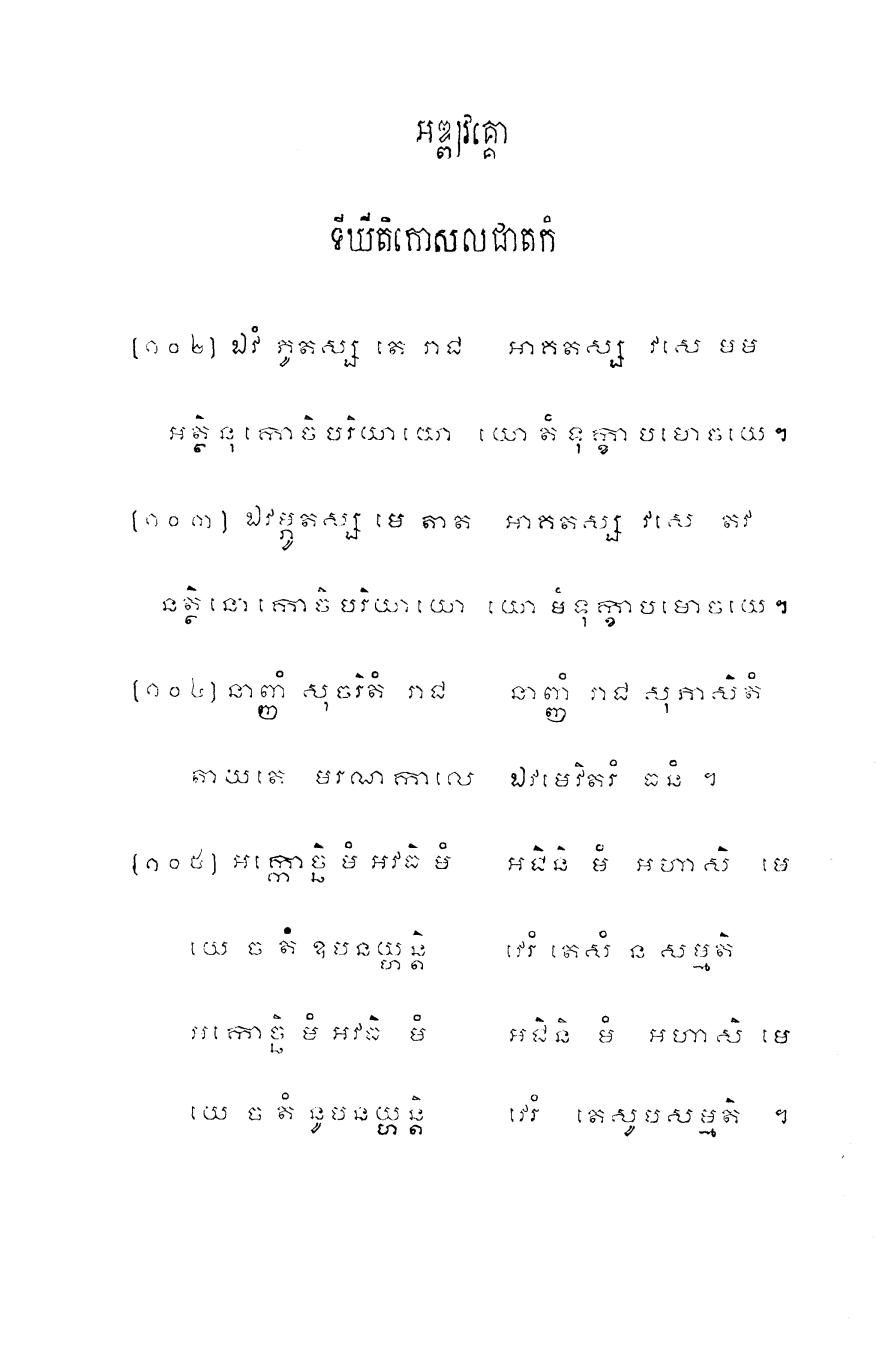 អឌ្ឍវគ្គោ
ទីឃីតិកោសលជាតកំ
[១០២] ឯវំ ភូតស្ស តេ រាជ អាគតស្ស វសេ មម
អត្ថិ នុ កោចិ បរិយាយោ យោ តំ ទុក្ខា បមោចយេ។
[១០៣] ឯវម្ភូតស្ស មេ តាត អាគតស្ស វសេ តវ
នត្ថិ នោ កោចិ បរិយាយោ យោ មំ ទុក្ខា បមោចយេ។
[១០៤] នាញ្ញំ សុចរិតំ រាជ នាញ្ញំ រាជ សុភាសិតំ
តាយតេ មរណកាលេ ឯវមេវិតរំ ធនំ ។
[១០៥] អក្កោច្ឆិ មំ អវធិ មំ អជិនិ មំ អហាសិ មេ
យេ ច តំ ឧបនយ្ហន្តិ វេរំ តេសំ ន សម្មតិ
អកោច្ឆិ មំ អវធិ មំ អជិនិ មំ អហាសិ មេ
យេ ច តំ នូបនយ្ហន្តិ វេរំ តេសូបសម្មតិ ។